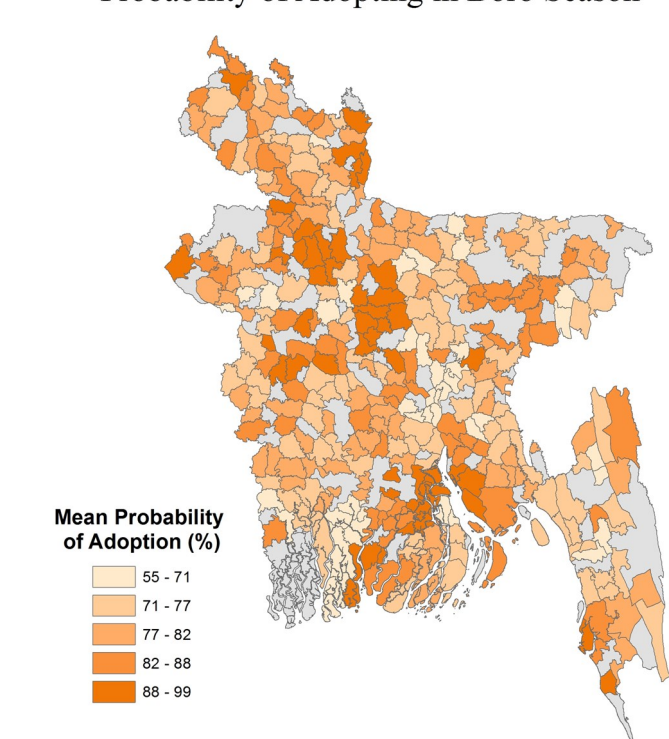 Probability of Adopting in Boro Season
Mean Probability
of Adoption (%)
55 - 71
71 - 77
77 - 82
82 - 88
88 - 99